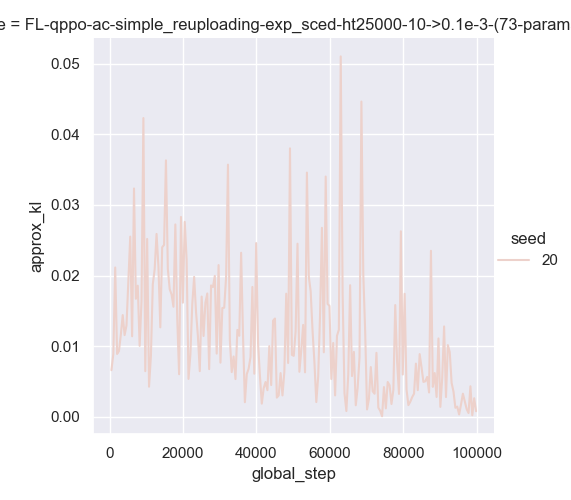 e = FL-qppo-ac-simple_reuploading-exp_sced-ht25000-10->0.1e-3-(73-param
0.05
0.04
0.03
0.02
0.01
0.00
approx_kl
0 20000 40000 60000 80000 100000
global_step
seed
20